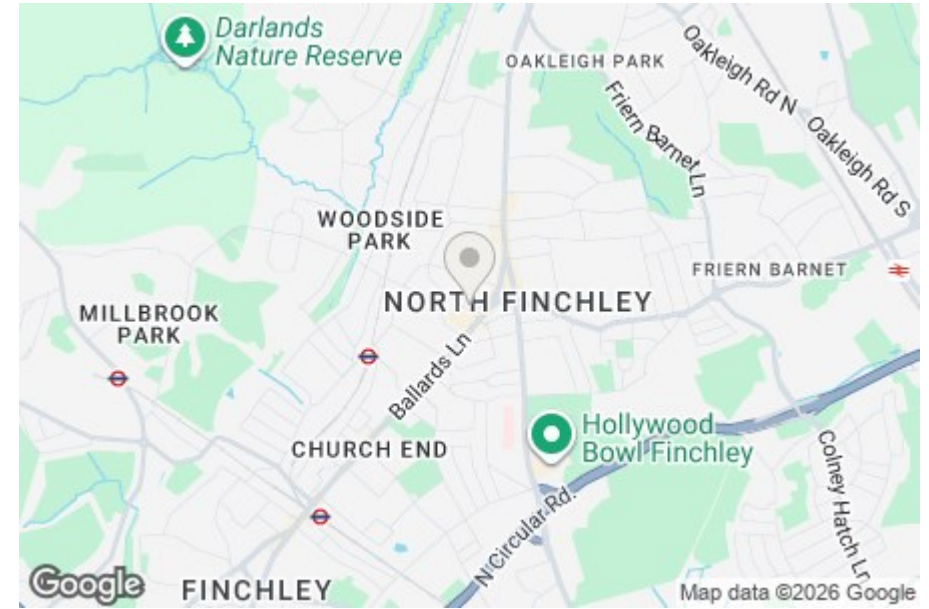 Darlands
Nature Reserve
OAKLEIGH PARK
Oakleigh Rd N
Oakleigh Rd S
Friern Barnet Ln
WOODSIDE
PARK
FRIERN BARNET
NORTH FINCHLEY
MILLBROOK
PARK
Ballards Ln
Hollywood
Bowl Finchley
CHURCH END
Colney Hatch Ln
N Circular Rd.
Google
FINCHLEY
Map data ©2026 Google